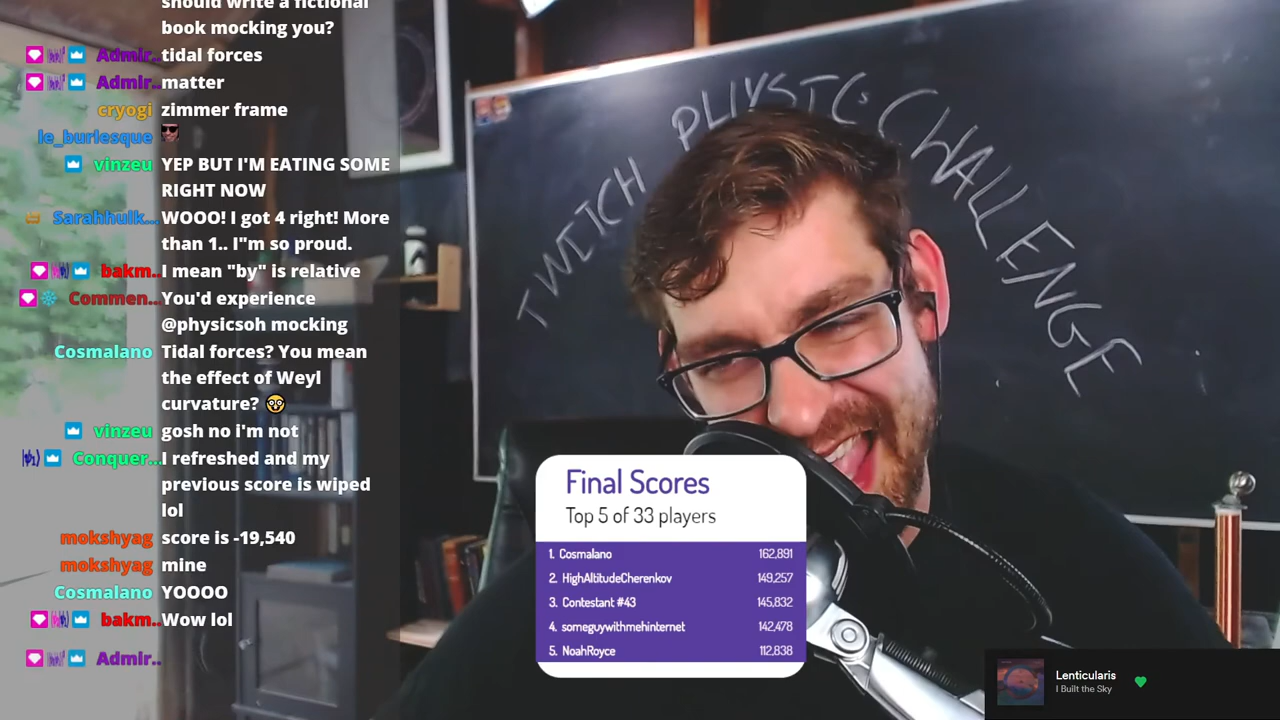 should write a fictional
book mocking you?
Admir.. tidal forces
Admir.. matter
cryogi zimmer frame
le_burlesque
vinzeu YEP BUT I'M EATING SOME
RIGHT NOW
Sarahhulk... WOOO! I got 4 right! More
than 1.. I"m so proud.
bakm.. I mean "by" is relative
Commen... You'd experience
@physicsoh mocking
Cosmalano Tidal forces? You mean
the effect of Weyl
curvature?
vinzeu gosh no i'm not
Conquer... I refreshed and my
previous score is wiped
lol
mokshyag score is -19,540
mokshyag mine
Cosmalano YOOOO
bakm.. Wow lol
Admir..
TWITCH PHYSICS CHALLENGE
Final Scores
Top 5 of 33 players
1. Cosmalano 162,891
2. HighAltitudeCherenkov 149,257
3. Contestant #43 145,832
4. someguywithmehinternet 142,478
5. NoahRoyce 112,838
Lenticularis
I Built the Sky